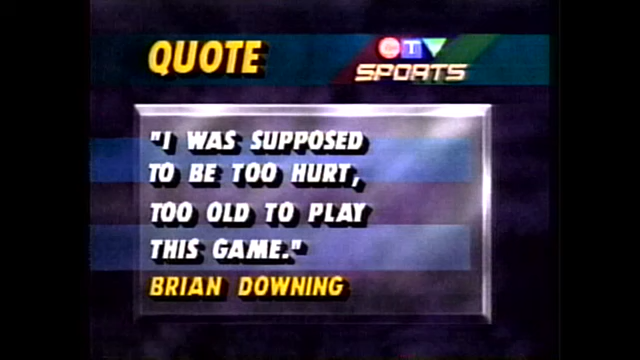 QUOTE
CTV
SPORTS
"I WAS SUPPOSED
TO BE TOO HURT,
TOO OLD TO PLAY
THIS GAME."
BRIAN DOWNING